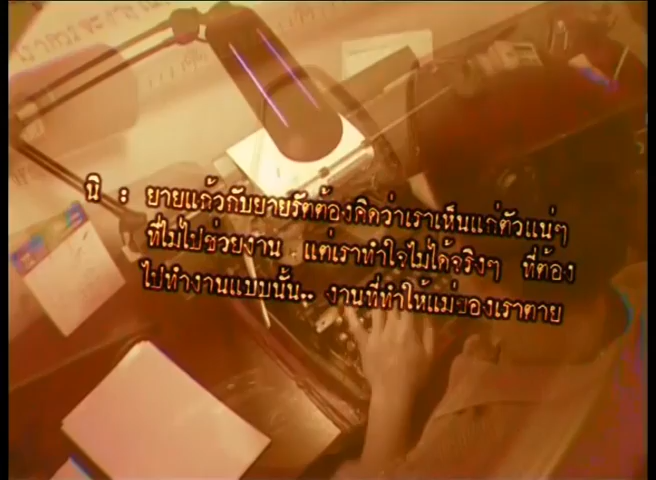 นิ : ยายแก้วกับยายรัตต้องคิดว่าเราเห็นแก่ตัวแน่ๆ
ที่ไม่ไปช่วยงาน แต่เราทำใจไม่ได้จริงๆ ที่ต้อง
ไปทำงานแบบนั้น.. งานที่ทำให้แม่ของเราตาย